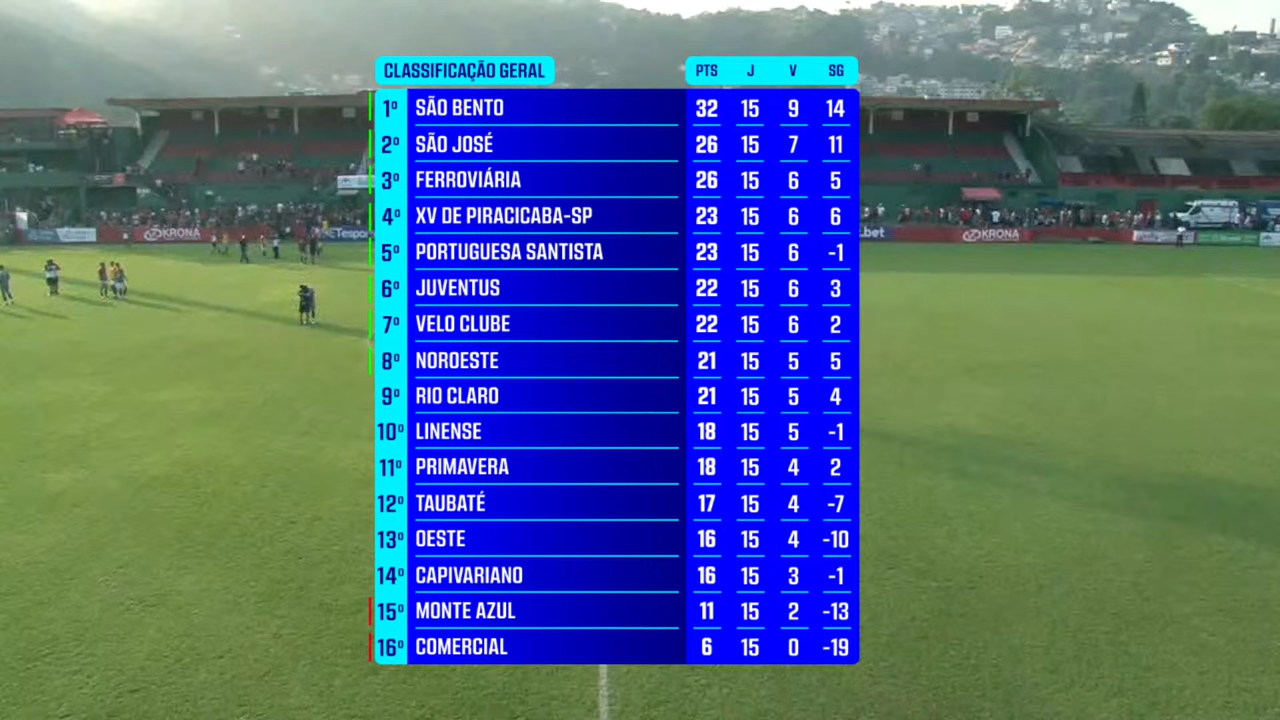 CLASSIFICAÇÃO GERAL PTS J V SG
1º SÃO BENTO 32 15 9 14
2º SÃO JOSÉ 26 15 7 11
3º FERROVIÁRIA 26 15 6 5
4º XV DE PIRACICABA-SP 23 15 6 6
5º PORTUGUESA SANTISTA 23 15 6 -1
6º JUVENTUS 22 15 6 3
7º VELO CLUBE 22 15 6 2
8º NOROESTE 21 15 5 5
9º RIO CLARO 21 15 5 4
10º LINENSE 18 15 5 -1
11º PRIMAVERA 18 15 4 2
12º TAUBATÉ 17 15 4 -7
13º OESTE 16 15 4 -10
14º CAPIVARIANO 16 15 3 -1
15º MONTE AZUL 11 15 2 -13
16º COMERCIAL 6 15 0 -19
KRONA
KRONA